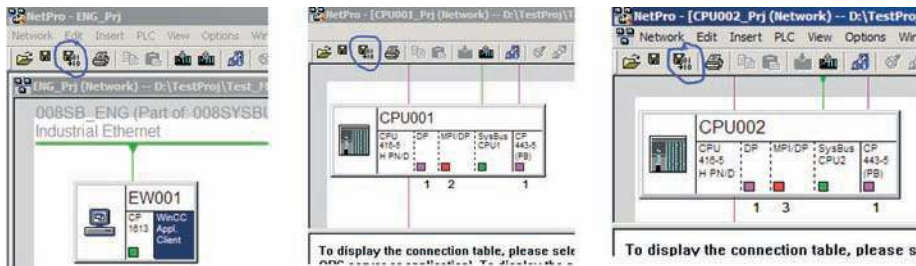 NetPro - ENG_Prj
Network Edit Insert PLC View Options Win
ENG_Prj (Network) -- D:\TestProj\Test_M
008SB_ENG (Part of: 008SYSBU
Industrial Ethernet
EW001
CP
1613
WinCC
Appl.
Client
NetPro - [CPU001_Prj (Network) -- D:\TestProj\T
CPU001
CPU
416-5
H PN/D
DP
MPI/DP
SysBus
CPU1
CP
443-5
(PB)
1 2 1
To display the connection table, please sele
NetPro - [CPU002_Prj (Network) -- D:\TestPro
Network Edit Insert PLC View Options Win
CPU002
CPU
416-5
H PN/D
DP
MPI/DP
SysBus
CPU2
CP
443-5
(PB)
1 3 1
To display the connection table, please s